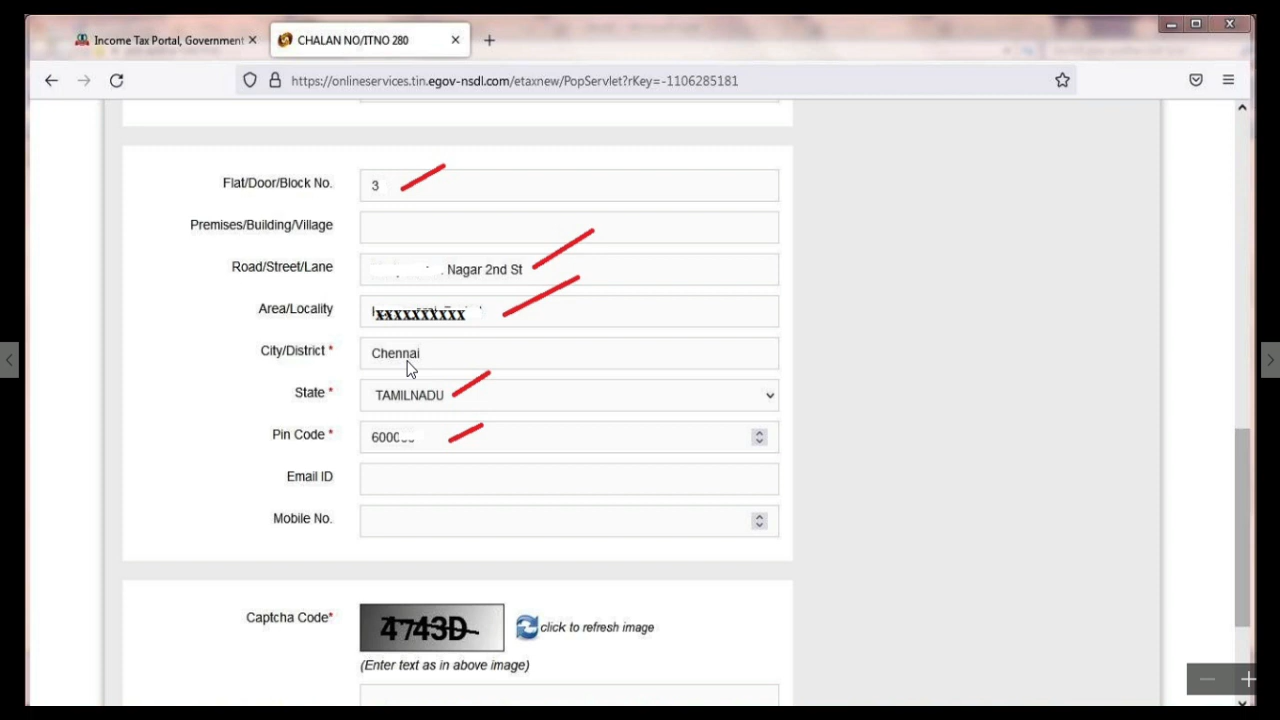 Income Tax Portal, Government
CHALAN NO/ITNO 280
https://onlineservices.tin.egov-nsdl.com/etaxnew/PopServlet?rKey=-1106285181
Flat/Door/Block No. 3
Premises/Building/Village
Road/Street/Lane Nagar 2nd St
Area/Locality xxxxxxxxxx
City/District * Chennai
State * TAMILNADU
Pin Code * 600
Email ID
Mobile No.
Captcha Code* 4743D click to refresh image
(Enter text as in above image)